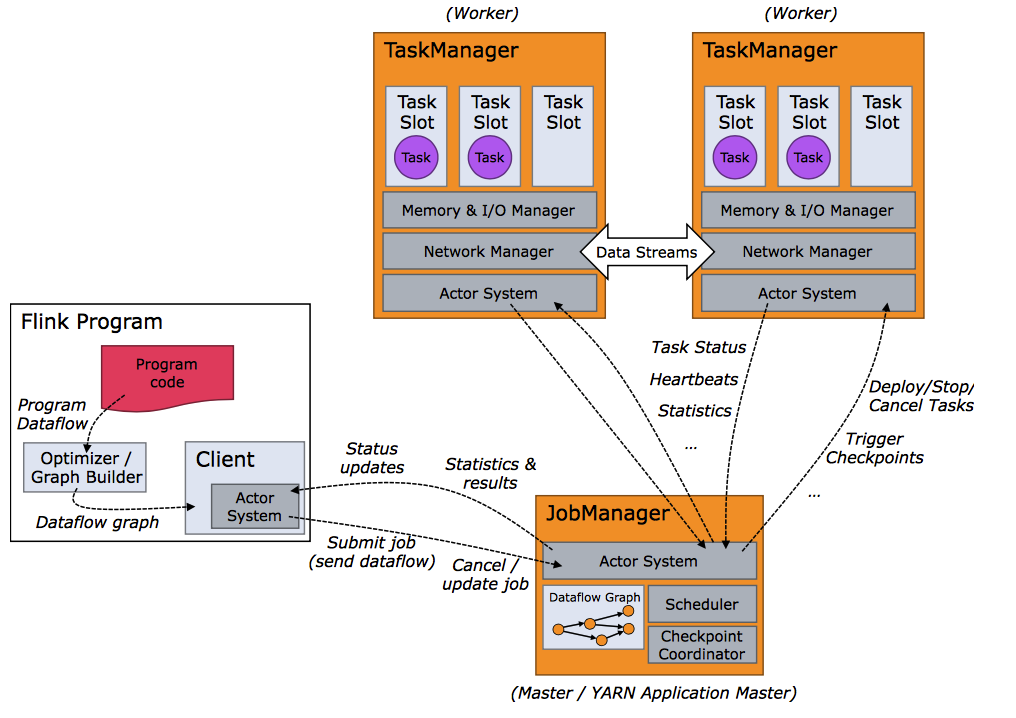 (Worker)
(Worker)
TaskManager
Task
Slot
Task
Task
Slot
Task
Task
Slot
Memory & I/O Manager
Network Manager
Actor System
Data Streams
TaskManager
Task
Slot
Task
Task
Slot
Task
Task
Slot
Memory & I/O Manager
Network Manager
Actor System
Flink Program
Program
code
Program
Dataflow
Optimizer /
Graph Builder
Dataflow graph
Client
Actor
System
Status
updates
Statistics &
results
Submit job
(send dataflow)
Cancel /
update job
Task Status
Heartbeats
Statistics
...
Deploy/Stop/
Cancel Tasks
Trigger
Checkpoints
...
JobManager
Actor System
Dataflow Graph
Scheduler
Checkpoint
Coordinator
(Master / YARN Application Master)